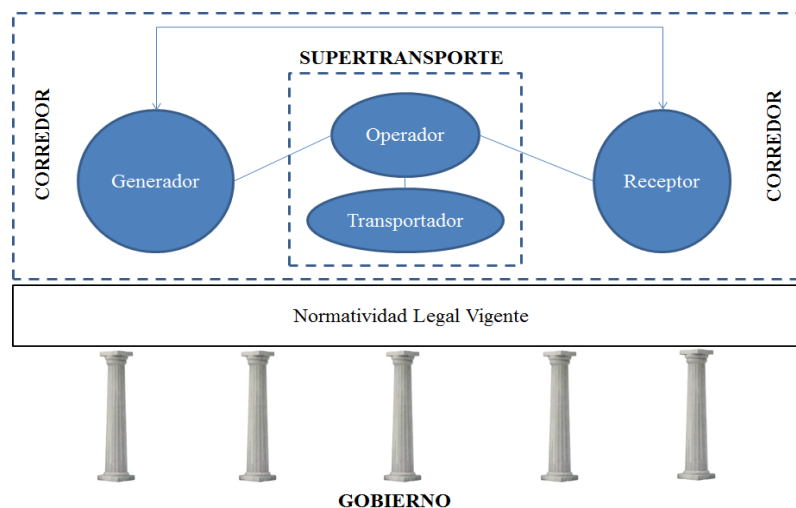 SUPERTRANSPORTE
CORREDOR
Generador
Operador
Transportador
Receptor
CORREDOR
Normatividad Legal Vigente
GOBIERNO